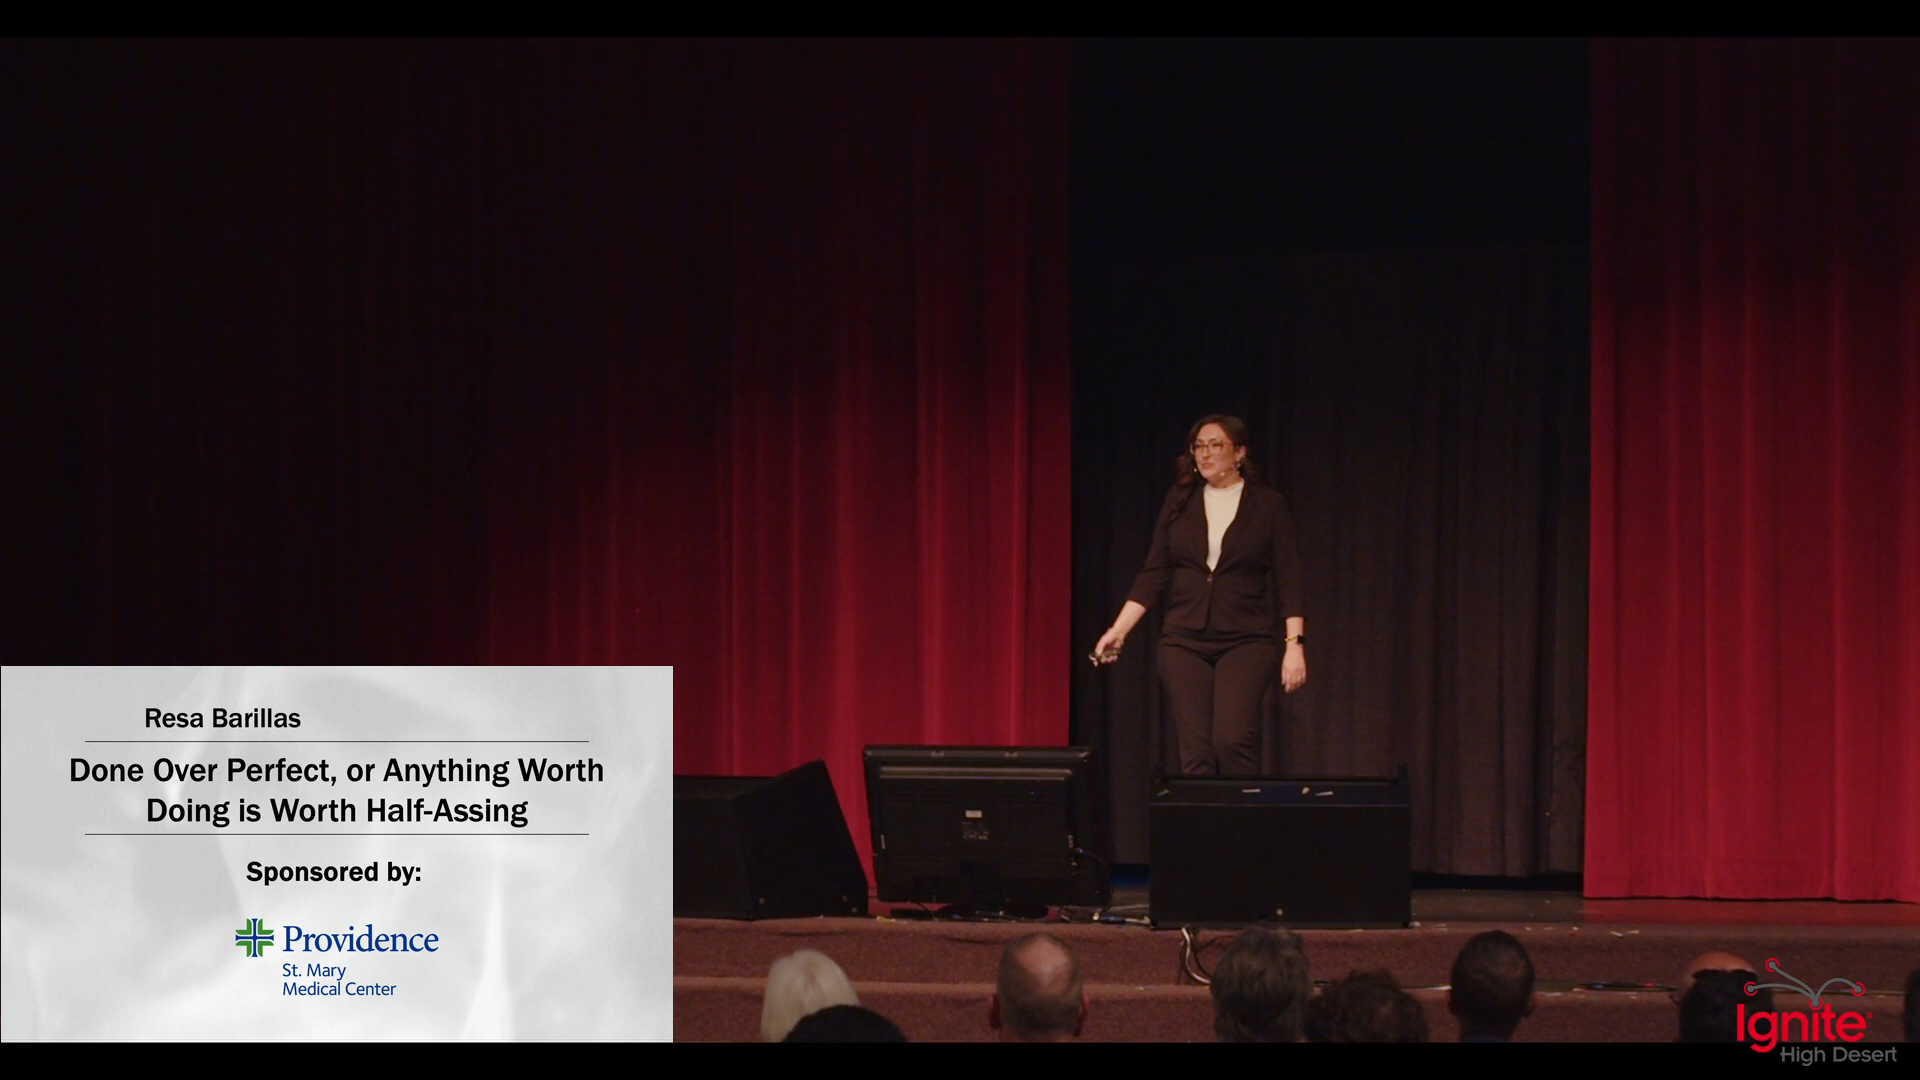 Resa Barillas
Done Over Perfect, or Anything Worth
Doing is Worth Half-Assing
Sponsored by:
Providence
St. Mary
Medical Center
Ignite
High Desert